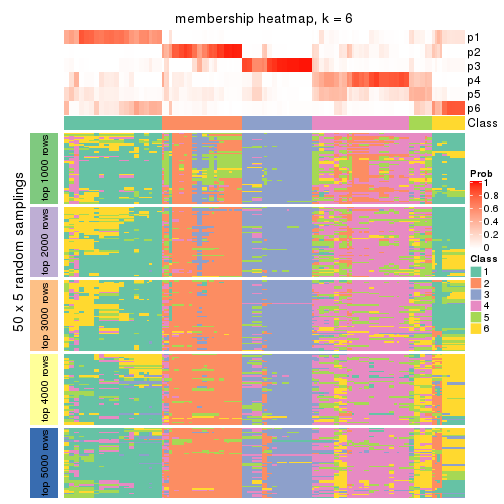 membership heatmap, k = 6
p1
p2
p3
p4
p5
p6
Class
50 x 5 random samplings
top 1000 rows
top 2000 rows
top 3000 rows
top 4000 rows
top 5000 rows
Prob
1
0.8
0.6
0.4
0.2
0
Class
1
2
3
4
5
6